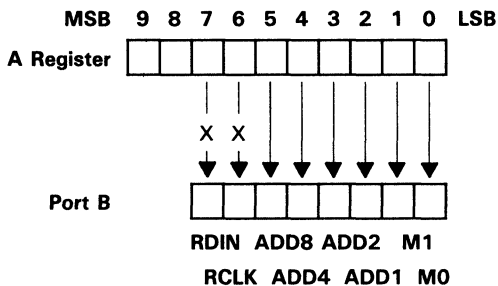 MSB 9 8 7 6 5 4 3 2 1 0 LSB
A Register
X X
Port B
RDIN ADD8 ADD2 M1
RCLK ADD4 ADD1 M0